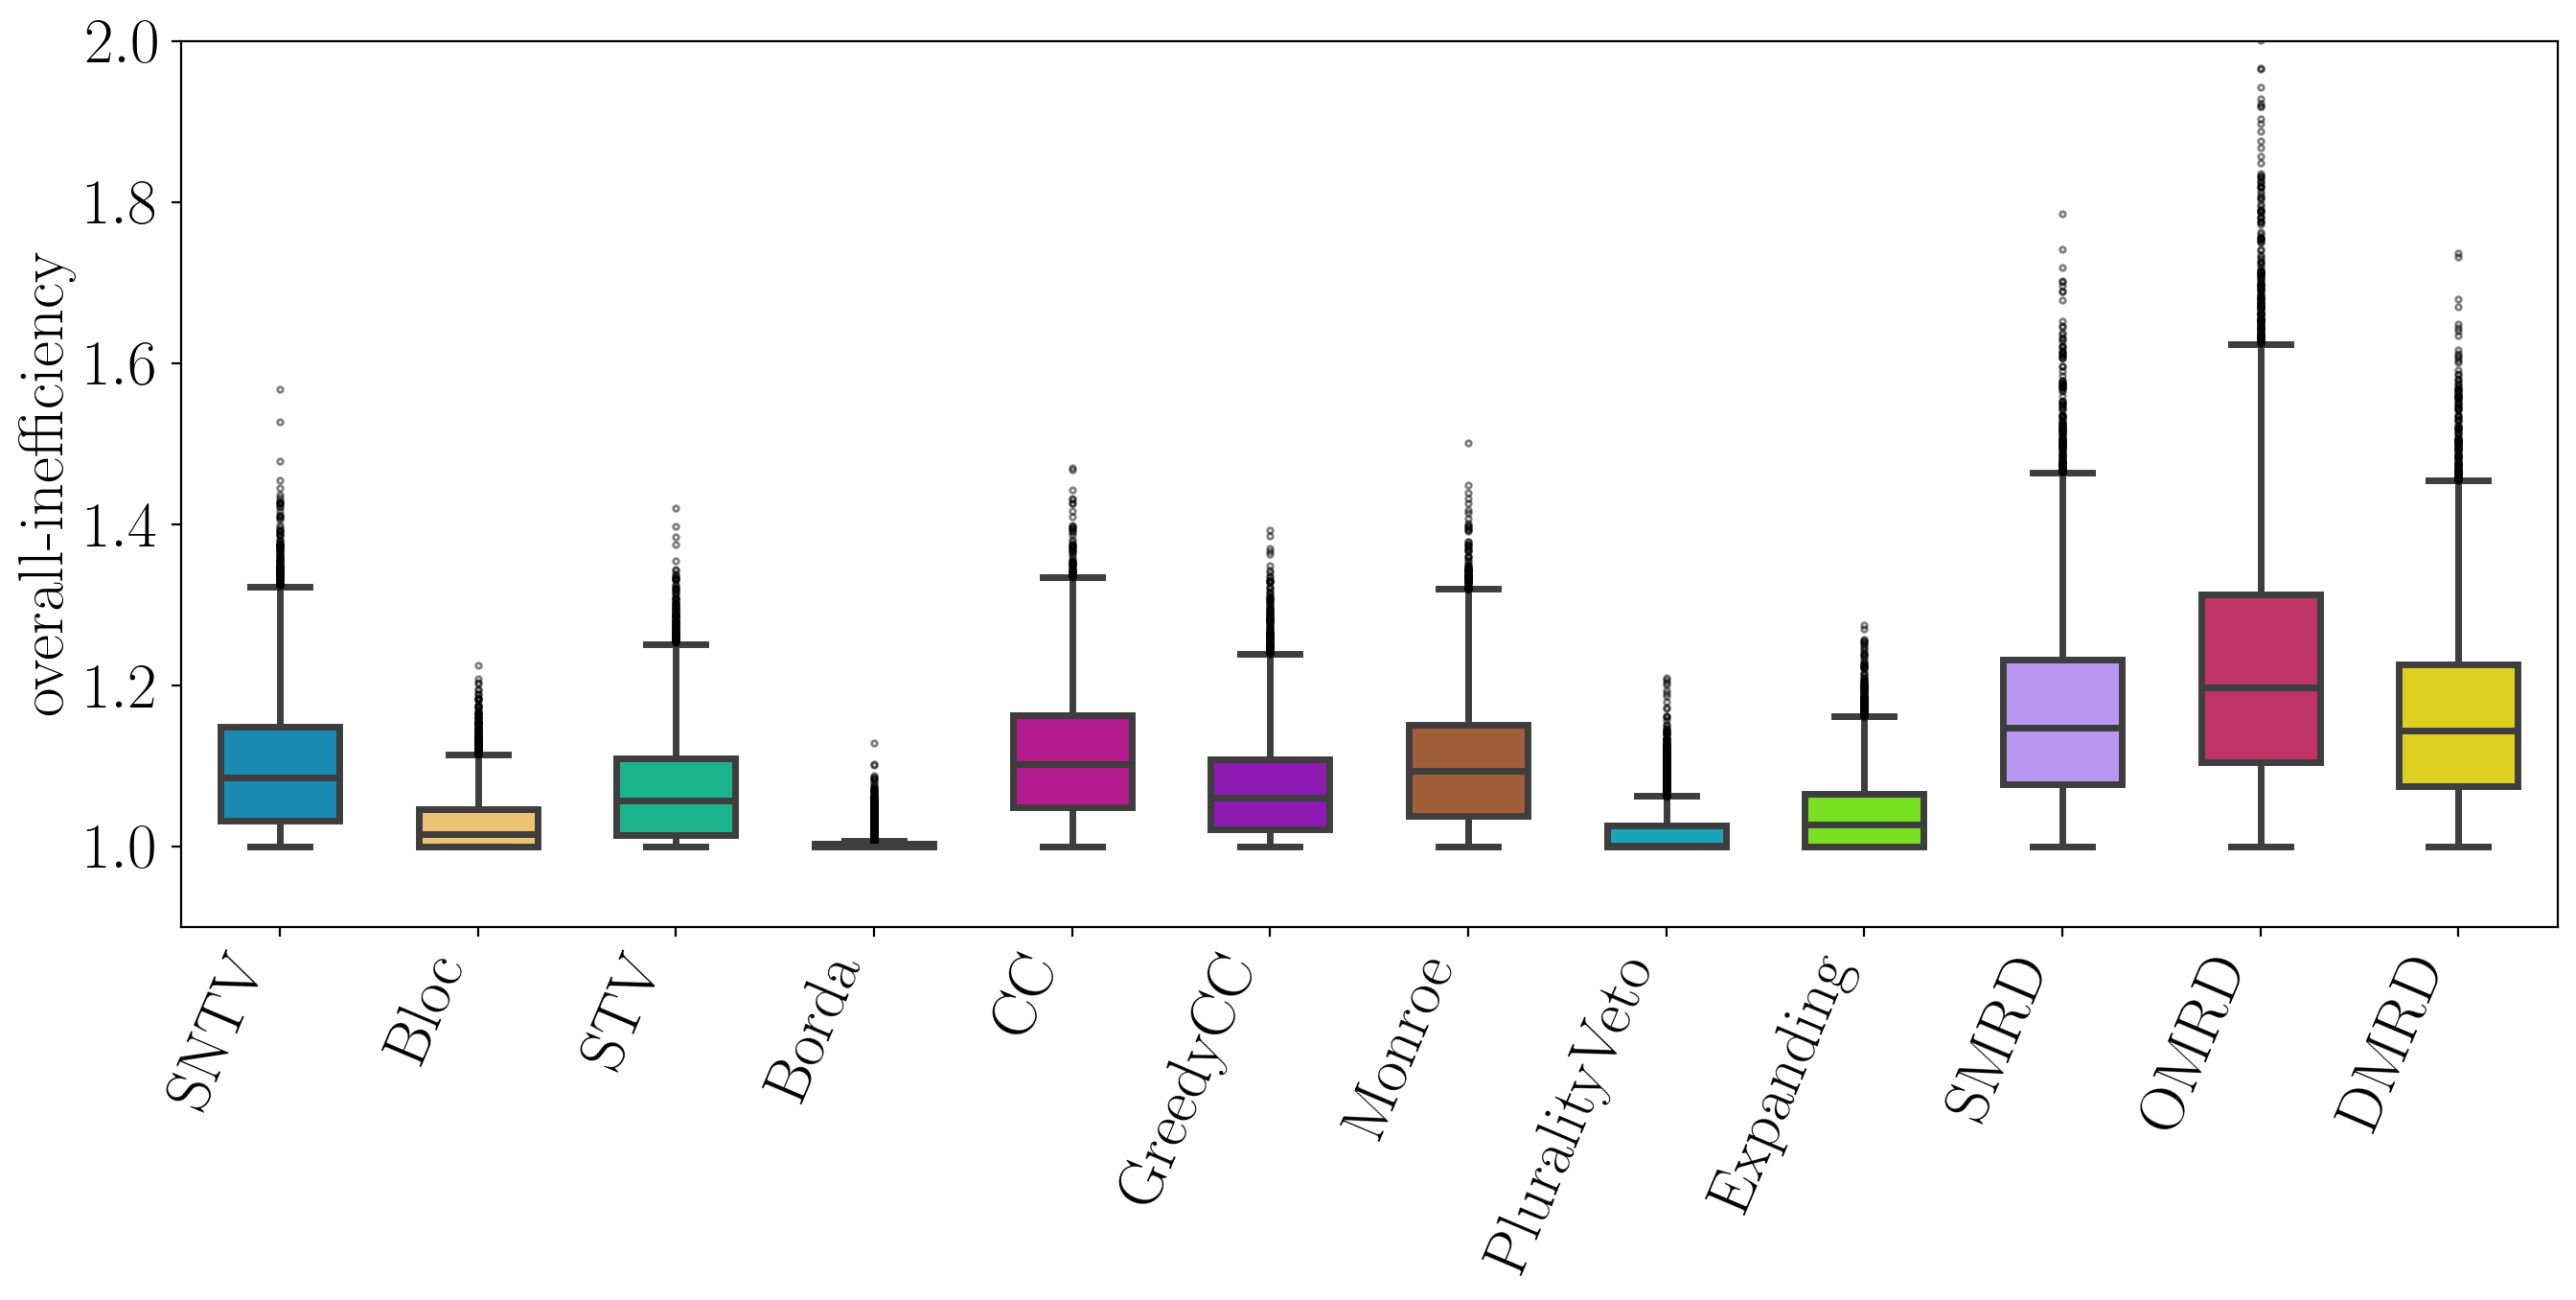 overall-inefficiency
2.0
1.8
1.6
1.4
1.2
1.0
SNTV
Bloc
STV
Borda
CC
GreedyCC
Monroe
PluralityVeto
Expanding
SMRD
OMRD
DMRD